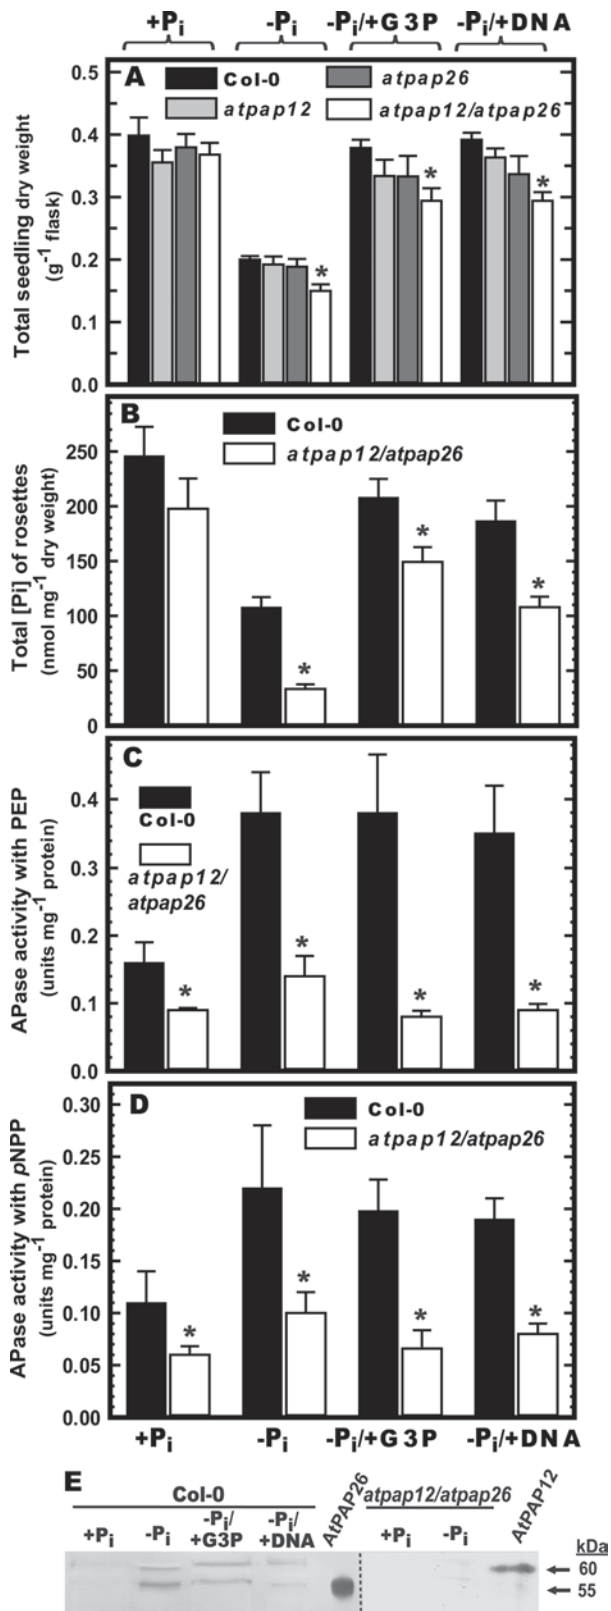 +Pi -Pi -Pi/+G3P -Pi/+DNA
A
Col-0 atpap26
atpap12 atpap12/atpap26
Total seedling dry weight
(g-1 flask)
0.5
0.4
0.3
0.2
0.1
0.0
* * *
B
Col-0
atpap12/atpap26
Total [Pi] of rosettes
(nmol mg-1 dry weight)
250
200
150
100
50
0
* * *
C
Col-0
atpap12/
atpap26
APase activity with PEP
(units mg-1 protein)
0.4
0.3
0.2
0.1
0.0
* * * *
D
Col-0
atpap12/atpap26
APase activity with pNPP
(units mg-1 protein)
0.30
0.25
0.20
0.15
0.10
0.05
0.00
* * * *
+Pi -Pi -Pi/+G3P -Pi/+DNA
E
Col-0 AtPAP26 atpap12/atpap26 AtPAP12
+Pi -Pi -Pi/ +G3P -Pi/ +DNA +Pi -Pi kDa
60
55